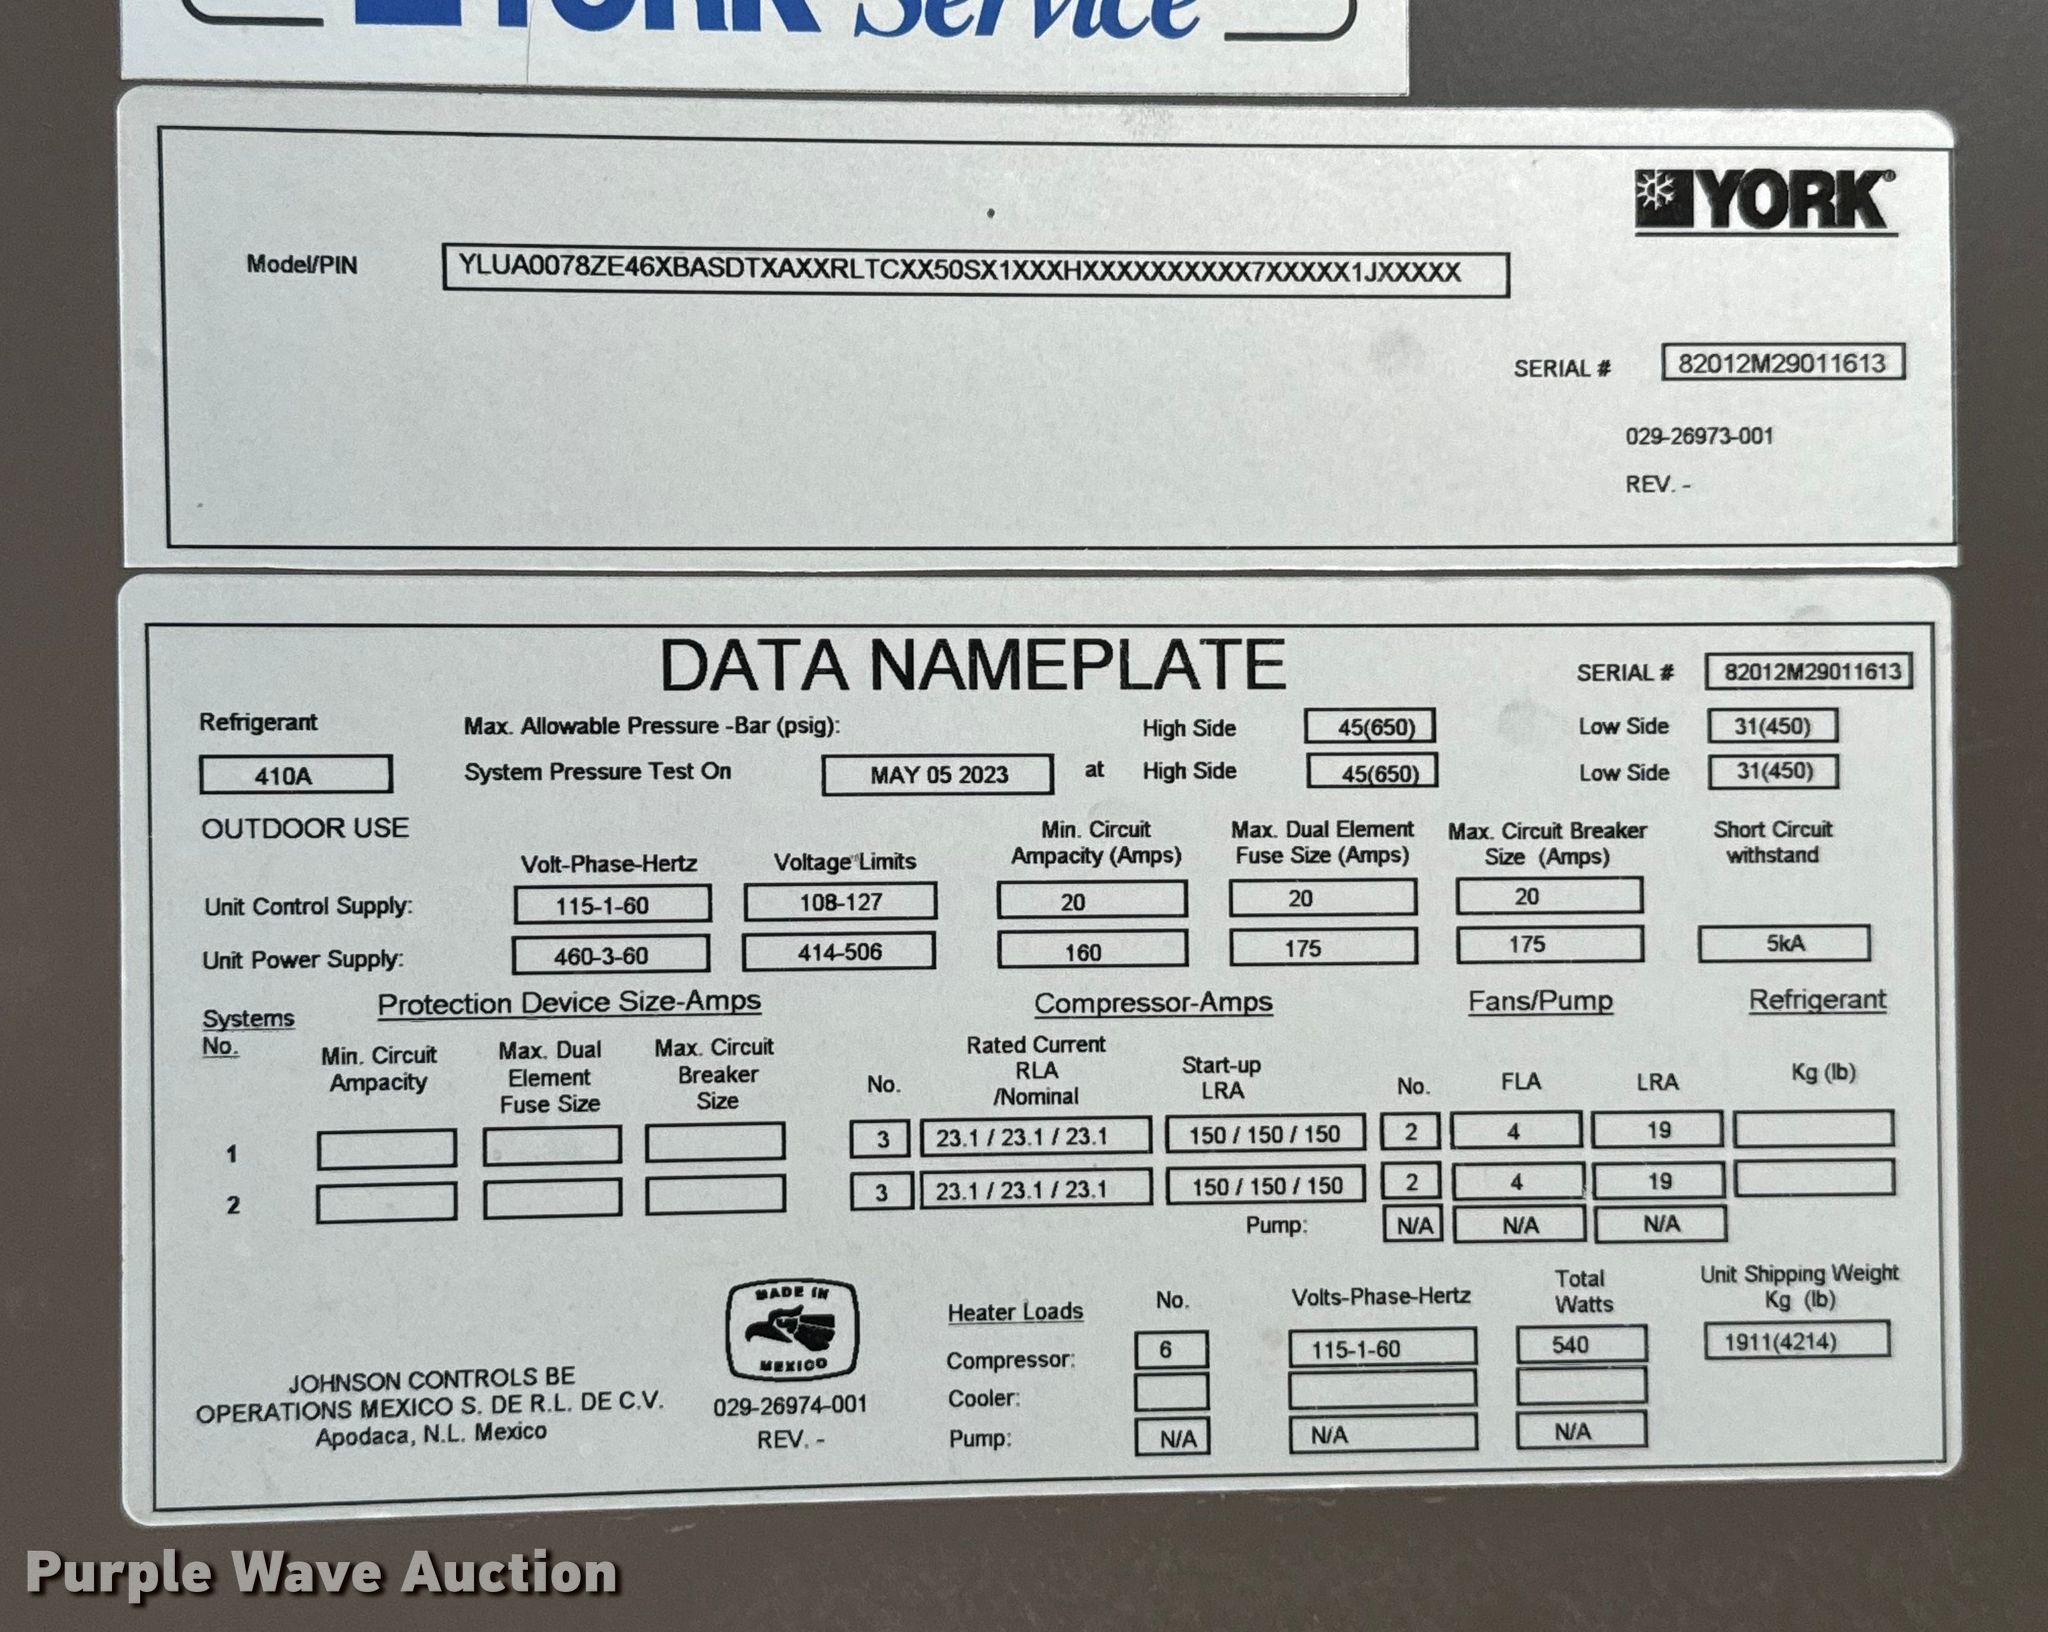 YORK Service
YORK®
Model/PIN YLUA0078ZE46XBASDTXAXXRLTCXX50SX1XXXHXXXXXXXXXX7XXXXX1JXXXXX
SERIAL # 82012M29011613
029-26973-001
REV. -
DATA NAMEPLATE
SERIAL # 82012M29011613
Refrigerant Max. Allowable Pressure -Bar (psig): High Side 45(650) Low Side 31(450)
410A System Pressure Test On MAY 05 2023 at High Side 45(650) Low Side 31(450)
OUTDOOR USE
Volt-Phase-Hertz Voltage Limits Min. Circuit Ampacity (Amps) Max. Dual Element Fuse Size (Amps) Max. Circuit Breaker Size (Amps) Short Circuit withstand
Unit Control Supply: 115-1-60 108-127 20 20 20
Unit Power Supply: 460-3-60 414-506 160 175 175 5kA
Systems No. Protection Device Size-Amps Compressor-Amps Fans/Pump Refrigerant
Min. Circuit Ampacity Max. Dual Element Fuse Size Max. Circuit Breaker Size No. Rated Current RLA /Nominal Start-up LRA No. FLA LRA Kg (lb)
1 3 23.1 / 23.1 / 23.1 150 / 150 / 150 2 4 19
2 3 23.1 / 23.1 / 23.1 150 / 150 / 150 2 4 19
Pump: N/A N/A N/A
MADE IN
MEXICO
029-26974-001
REV. -
JOHNSON CONTROLS BE
OPERATIONS MEXICO S. DE R.L. DE C.V.
Apodaca, N.L. Mexico
Heater Loads No. Volts-Phase-Hertz Total Watts Unit Shipping Weight Kg (lb)
Compressor: 6 115-1-60 540 1911(4214)
Cooler:
Pump: N/A N/A N/A
Purple Wave Auction